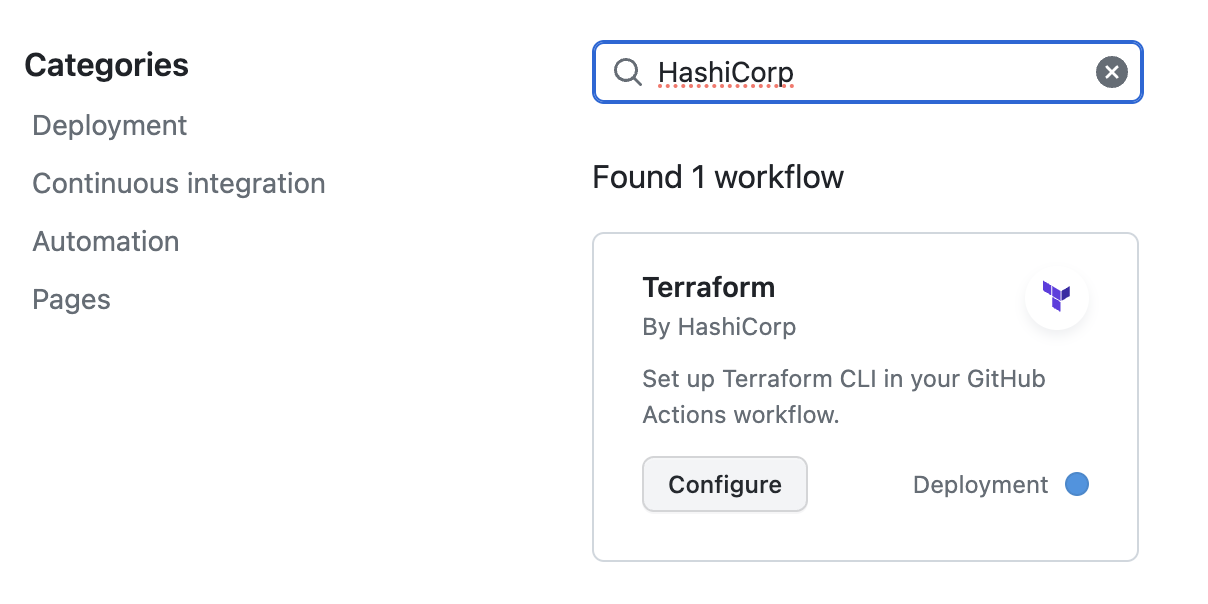 Categories
Deployment
Continuous integration
Automation
Pages
HashiCorp
Found 1 workflow
Terraform
By HashiCorp
Set up Terraform CLI in your GitHub
Actions workflow.
Configure
Deployment